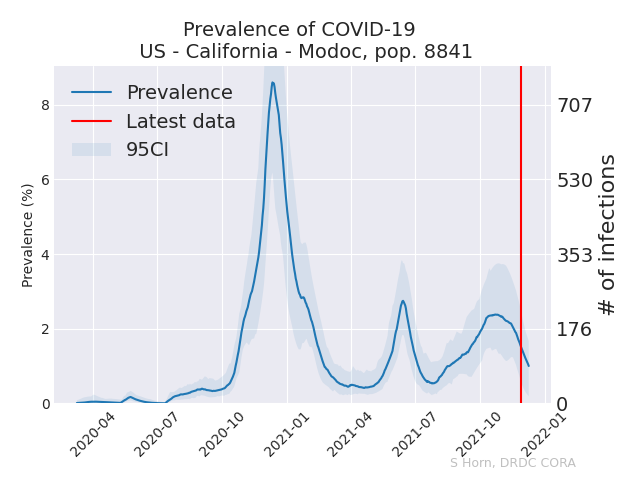 Prevalence of COVID-19
US - California - Modoc, pop. 8841
Prevalence
Latest data
95CI
Prevalence (%)
8
6
4
2
0
707
530
353
176
0
# of infections
2020-04
2020-07
2020-10
2021-01
2021-04
2021-07
2021-10
2022-01
S Horn, DRDC CORA